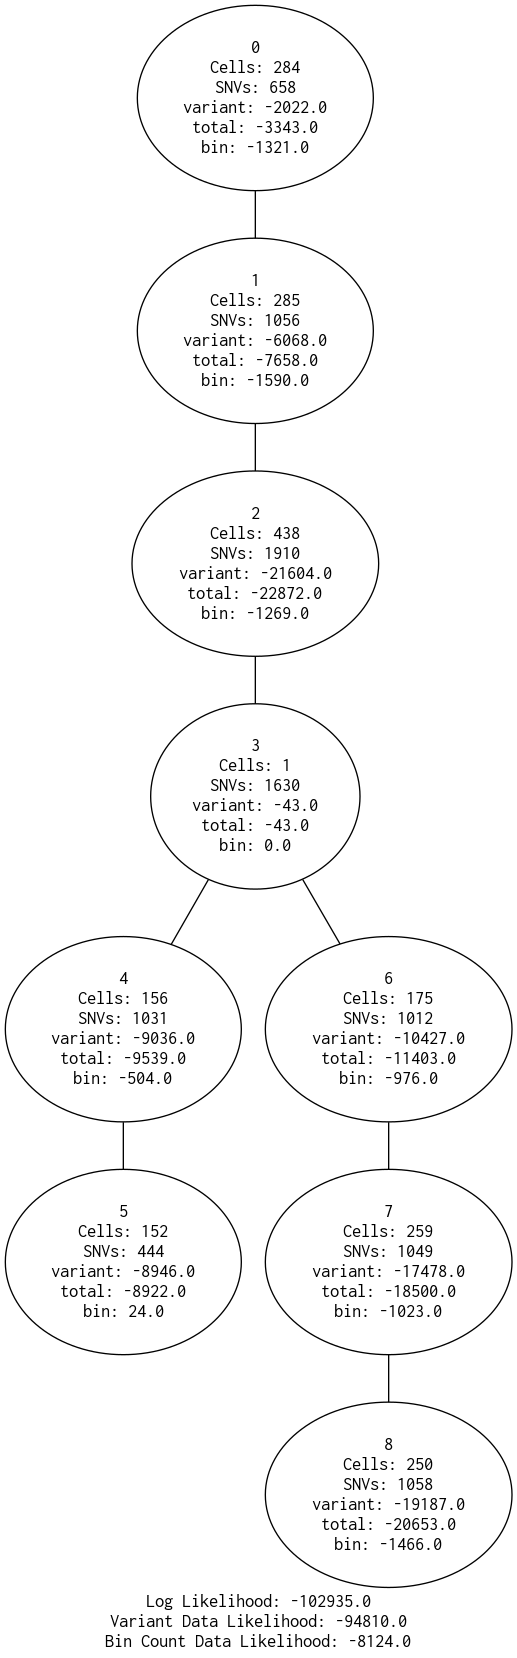 0
Cells: 284
SNVs: 658
variant: -2022.0
total: -3343.0
bin: -1321.0
1
Cells: 285
SNVs: 1056
variant: -6068.0
total: -7658.0
bin: -1590.0
2
Cells: 438
SNVs: 1910
variant: -21604.0
total: -22872.0
bin: -1269.0
3
Cells: 1
SNVs: 1630
variant: -43.0
total: -43.0
bin: 0.0
4
Cells: 156
SNVs: 1031
variant: -9036.0
total: -9539.0
bin: -504.0
6
Cells: 175
SNVs: 1012
variant: -10427.0
total: -11403.0
bin: -976.0
5
Cells: 152
SNVs: 444
variant: -8946.0
total: -8922.0
bin: 24.0
7
Cells: 259
SNVs: 1049
variant: -17478.0
total: -18500.0
bin: -1023.0
8
Cells: 250
SNVs: 1058
variant: -19187.0
total: -20653.0
bin: -1466.0
Log Likelihood: -102935.0
Variant Data Likelihood: -94810.0
Bin Count Data Likelihood: -8124.0